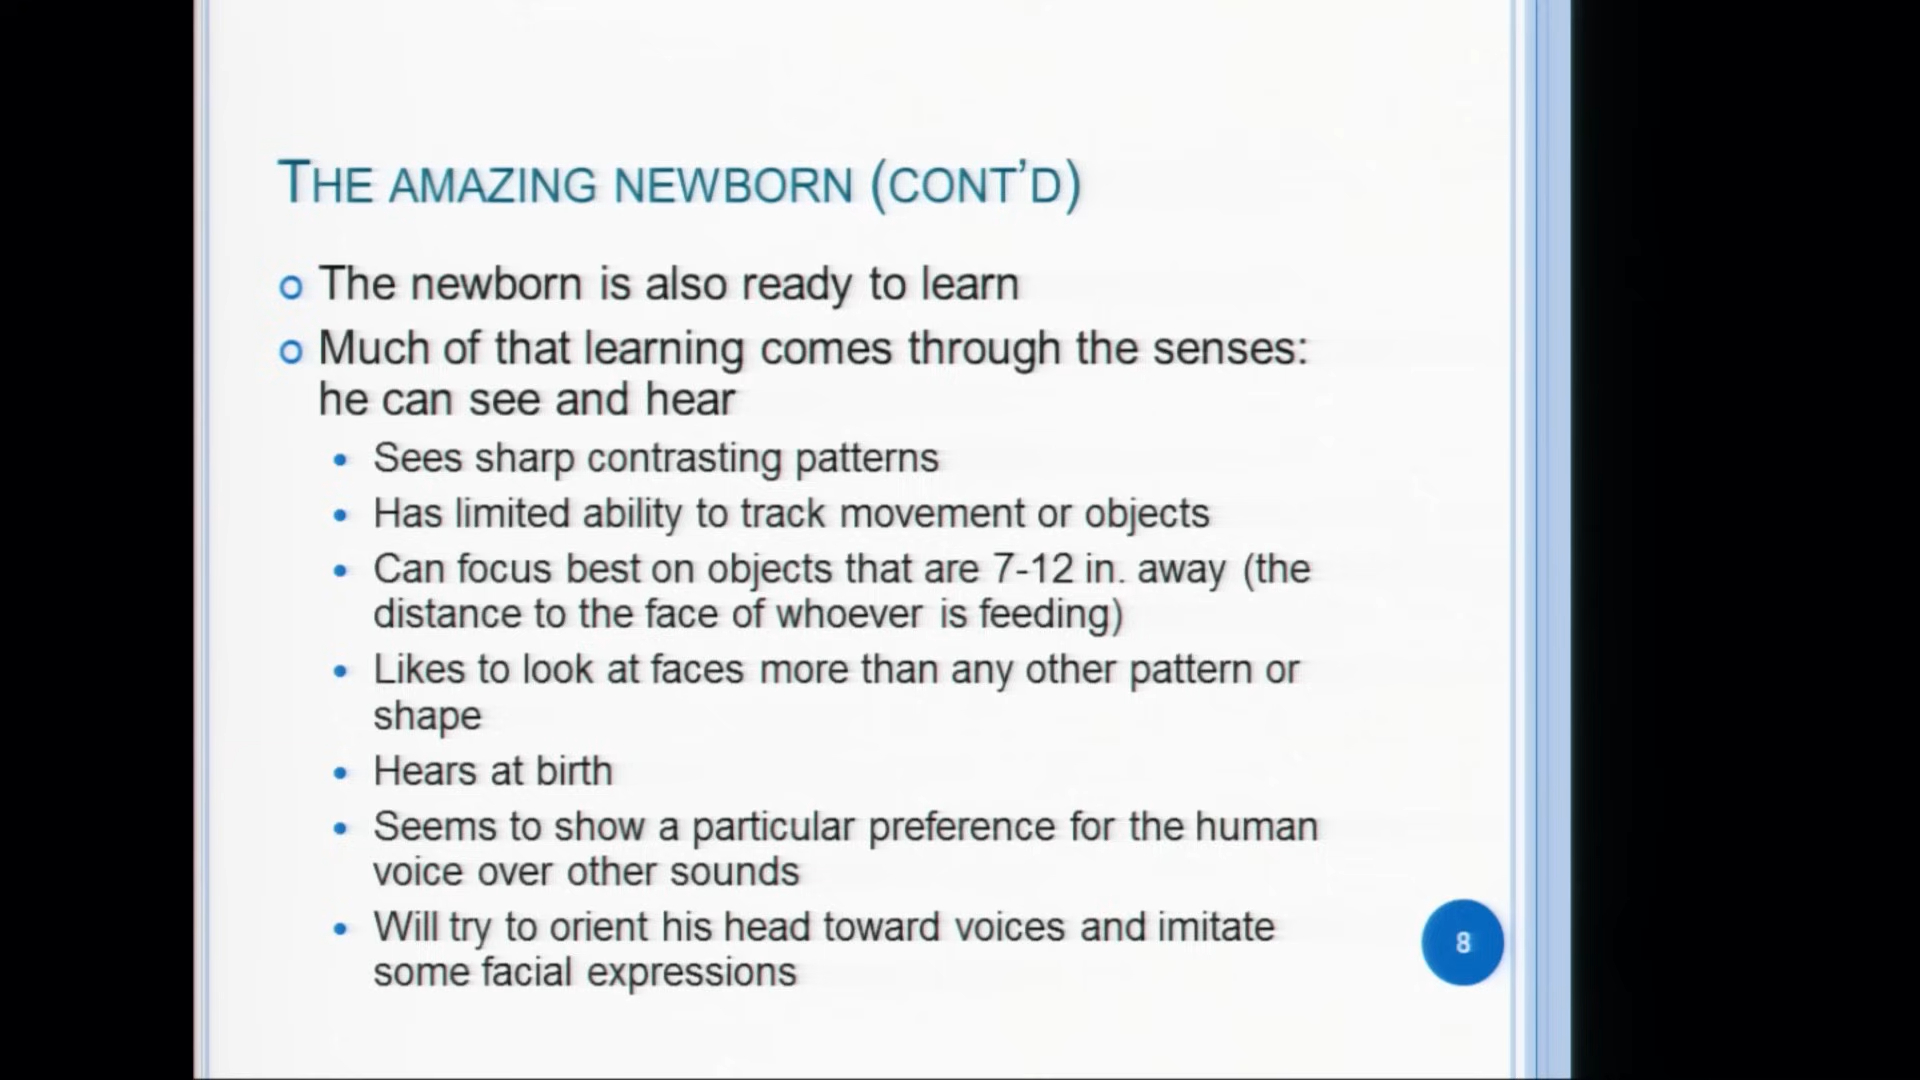 THE AMAZING NEWBORN (CONT'D)
The newborn is also ready to learn
Much of that learning comes through the senses:
he can see and hear
Sees sharp contrasting patterns
Has limited ability to track movement or objects
Can focus best on objects that are 7-12 in. away (the
distance to the face of whoever is feeding)
Likes to look at faces more than any other pattern or
shape
Hears at birth
Seems to show a particular preference for the human
voice over other sounds
Will try to orient his head toward voices and imitate
some facial expressions
8